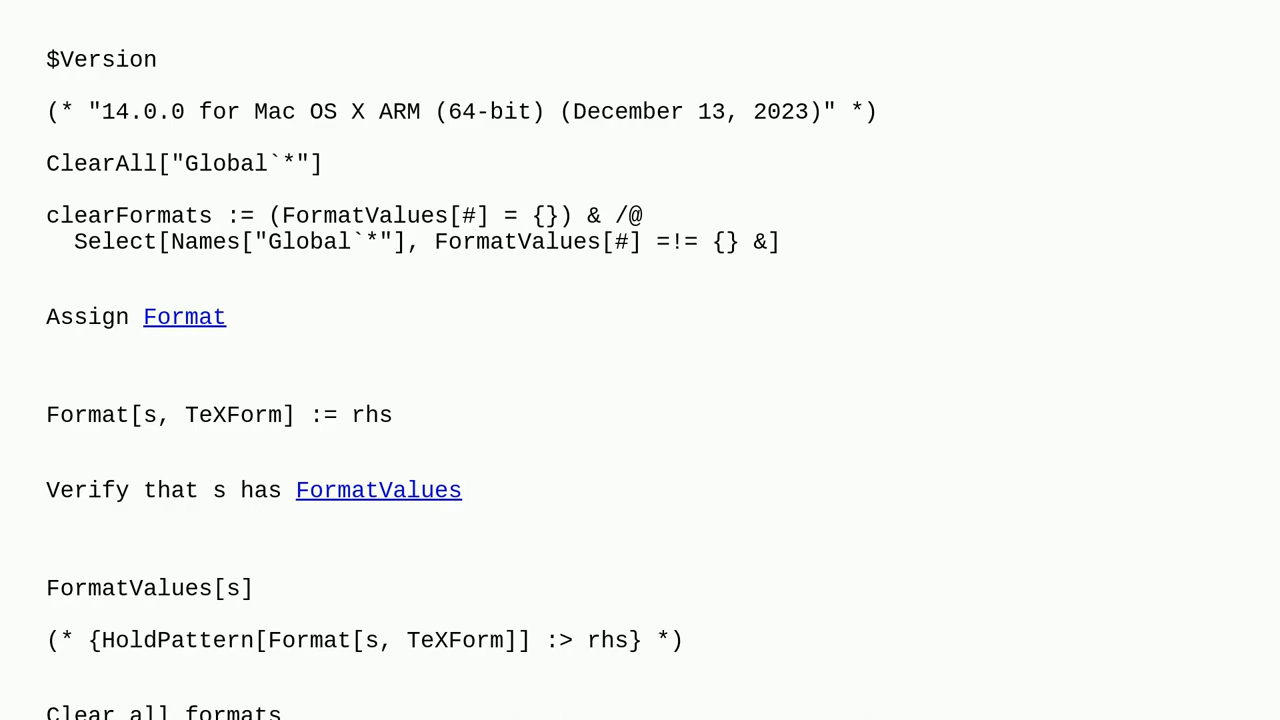 $Version
(* "14.0.0 for Mac OS X ARM (64-bit) (December 13, 2023)" *)
ClearAll["Global`*"]
clearFormats := (FormatValues[#] = {}) & /@
  Select[Names["Global`*"], FormatValues[#] =!= {} &]
Assign Format
Format[s, TeXForm] := rhs
Verify that s has FormatValues
FormatValues[s]
(* {HoldPattern[Format[s, TeXForm]] :> rhs} *)
Clear all formats